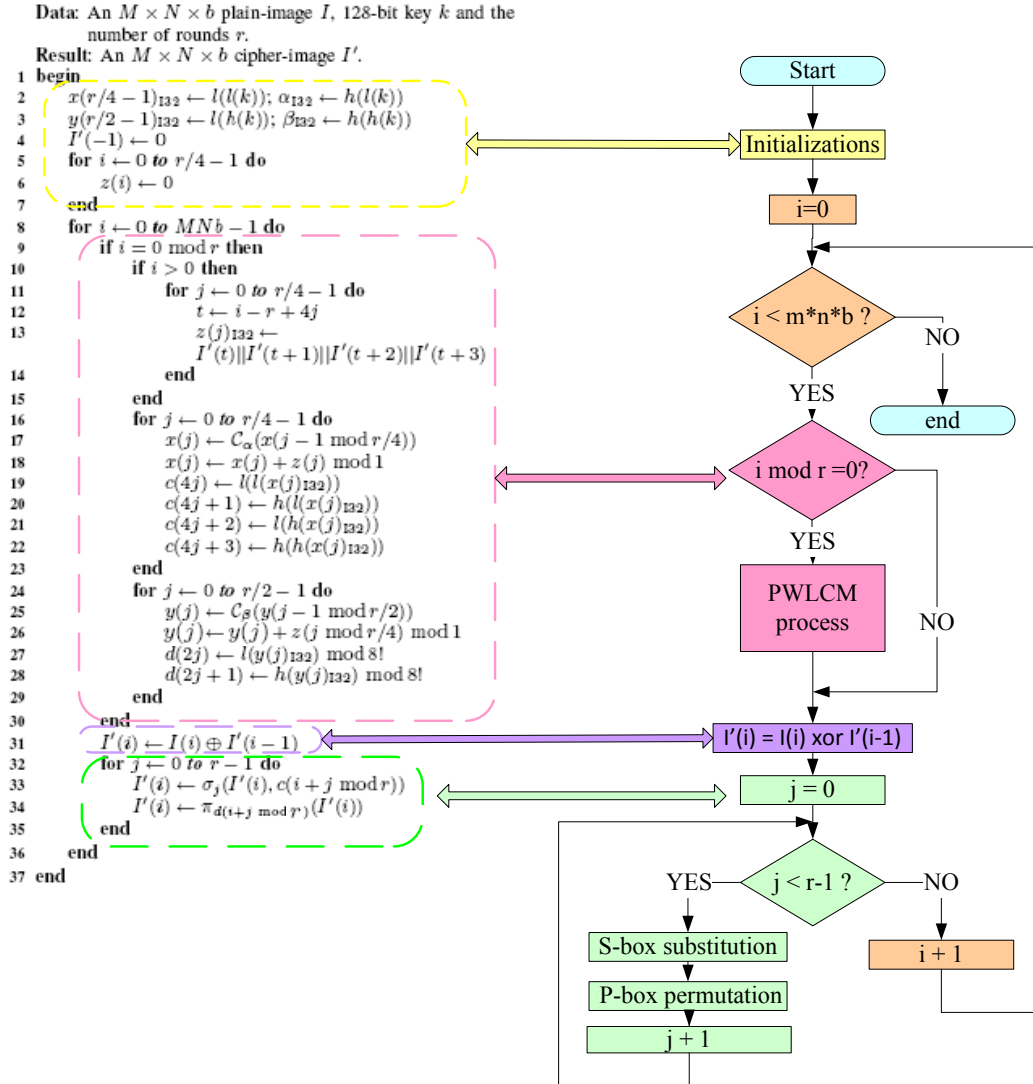 Data: An M × N × b plain-image I, 128-bit key k and the
number of rounds r.
Result: An M × N × b cipher-image I′.
1 begin
2 x(r/4 − 1)I32 ← l(l(k)); αI32 ← h(l(k))
3 y(r/2 − 1)I32 ← l(h(k)); βI32 ← h(h(k))
4 I′(−1) ← 0
5 for i ← 0 to r/4 − 1 do
6 z(i) ← 0
7 end
8 for i ← 0 to MNb − 1 do
9 if i = 0 mod r then
10 if i > 0 then
11 for j ← 0 to r/4 − 1 do
12 t ← i − r + 4j
13 z(j)I32 ←
I′(t)||I′(t + 1)||I′(t + 2)||I′(t + 3)
14 end
15 end
16 for j ← 0 to r/4 − 1 do
17 x(j) ← Cα(x(j − 1 mod r/4))
18 x(j) ← x(j) + z(j) mod 1
19 c(4j) ← l(l(x(j)I32))
20 c(4j + 1) ← h(l(x(j)I32))
21 c(4j + 2) ← l(h(x(j)I32))
22 c(4j + 3) ← h(h(x(j)I32))
23 end
24 for j ← 0 to r/2 − 1 do
25 y(j) ← Cβ(y(j − 1 mod r/2))
26 y(j) ← y(j) + z(j mod r/4) mod 1
27 d(2j) ← l(y(j)I32) mod 8!
28 d(2j + 1) ← h(y(j)I32) mod 8!
29 end
30 end
31 I′(i) ← I(i) ⊕ I′(i − 1)
32 for j ← 0 to r − 1 do
33 I′(i) ← σj(I′(i), c(i + j mod r))
34 I′(i) ← πd(i+j mod r)(I′(i))
35 end
36 end
37 end
Start
Initializations
i=0
i < m*n*b ?
NO
YES
end
i mod r =0?
YES
PWLCM
process
NO
I'(i) = I(i) xor I'(i-1)
j = 0
j < r-1 ?
YES
NO
S-box substitution
i + 1
P-box permutation
j + 1